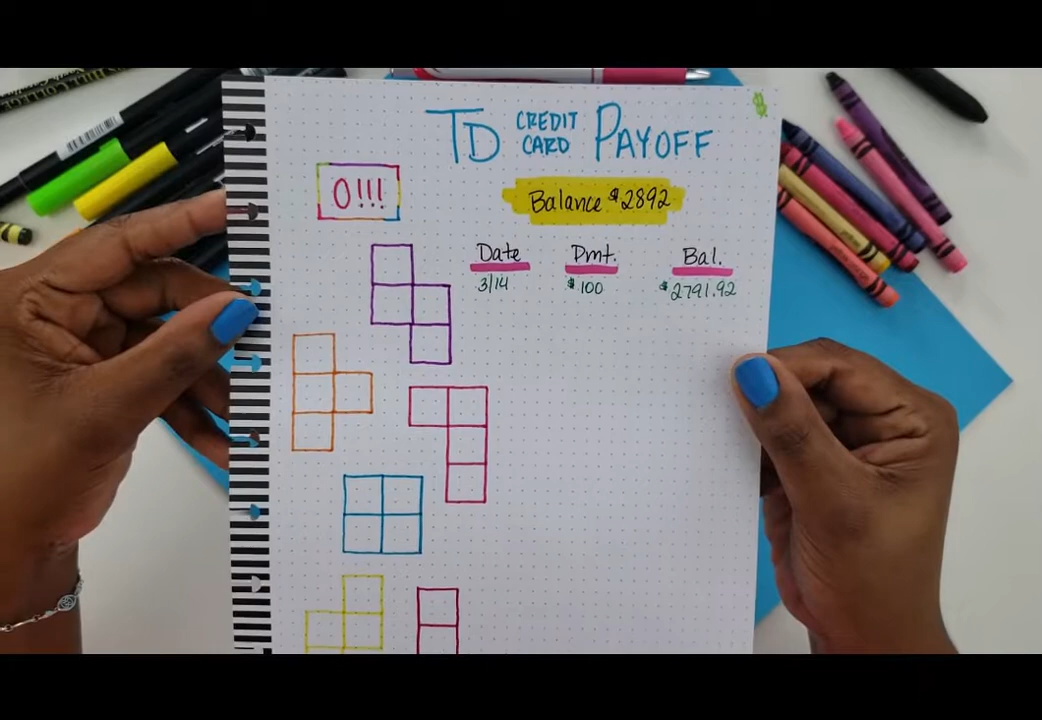 TD CREDIT CARD PAYOFF
0!!!
Balance $2892
Date Pmt. Bal.
3/14 $100 $2791.92